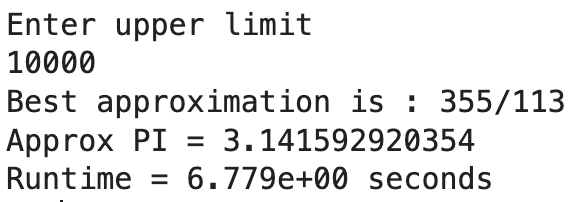 Enter upper limit
10000
Best approximation is : 355/113
Approx PI = 3.141592920354
Runtime = 6.779e+00 seconds